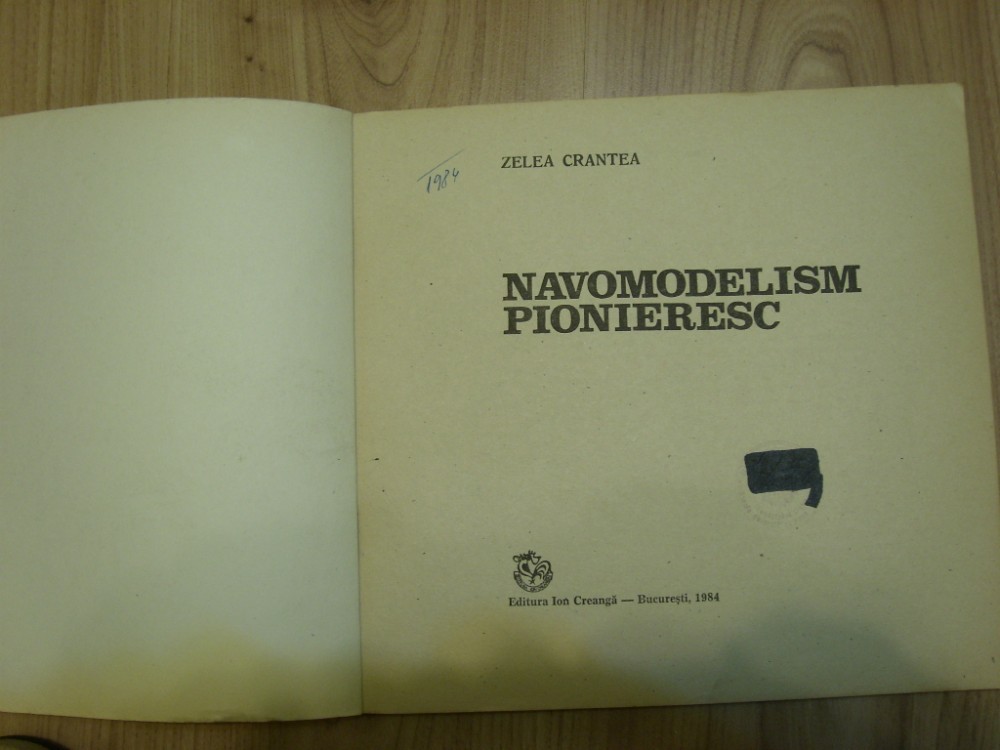 ZELEA CRANTEA
1984
NAVOMODELISM
PIONIERESC
Editura Ion Creangă — București, 1984